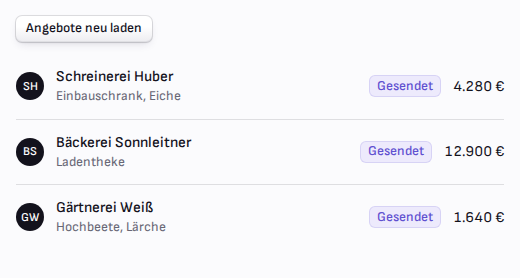 Angebote neu laden
SH Schreinerei Huber Gesendet 4.280 €
Einbauschrank, Eiche
BS Bäckerei Sonnleitner Gesendet 12.900 €
Ladentheke
GW Gärtnerei Weiß Gesendet 1.640 €
Hochbeete, Lärche